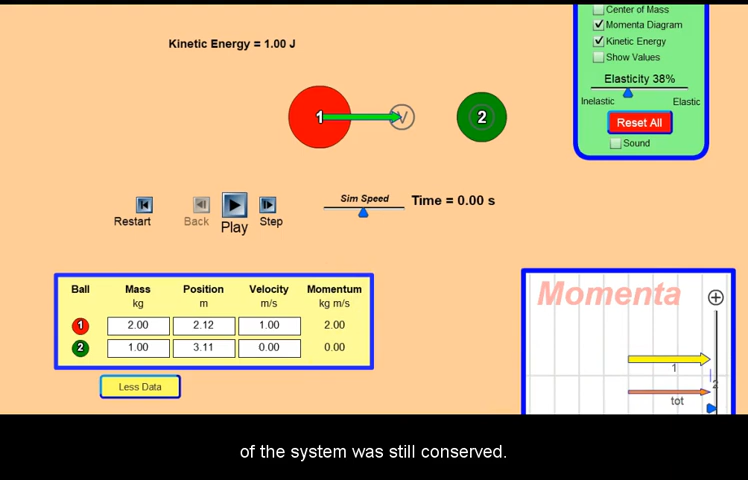 Center of Mass
Momenta Diagram
Kinetic Energy
Show Values
Elasticity 38%
Inelastic Elastic
Reset All
Sound
Kinetic Energy = 1.00 J
1 V 2
Restart Back Play Step
Sim Speed
Time = 0.00 s
Ball Mass Position Velocity Momentum
kg m m/s kg m/s
1 2.00 2.12 1.00 2.00
2 1.00 3.11 0.00 0.00
Less Data
Momenta
1
2
tot
of the system was still conserved.